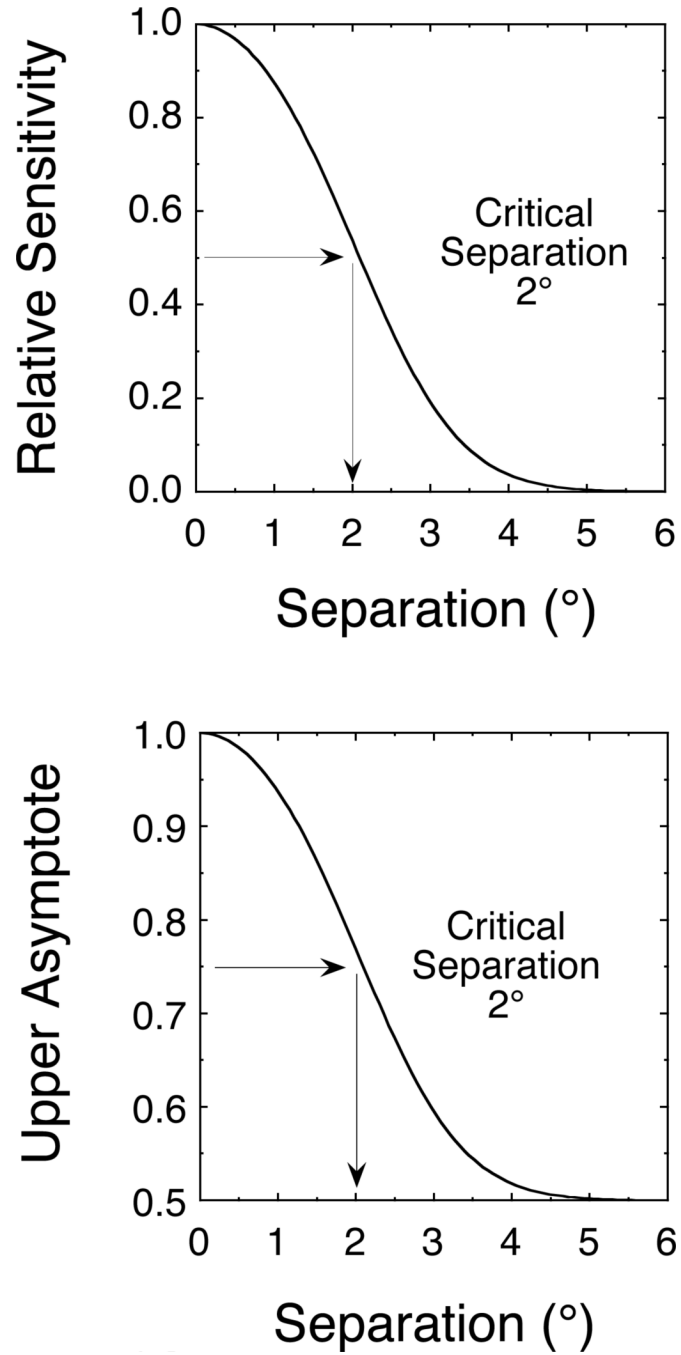 Relative Sensitivity
1.0
0.8
0.6
0.4
0.2
0.0
Critical
Separation
2°
0 1 2 3 4 5 6
Separation (°)
Upper Asymptote
1.0
0.9
0.8
0.7
0.6
0.5
Critical
Separation
2°
0 1 2 3 4 5 6
Separation (°)